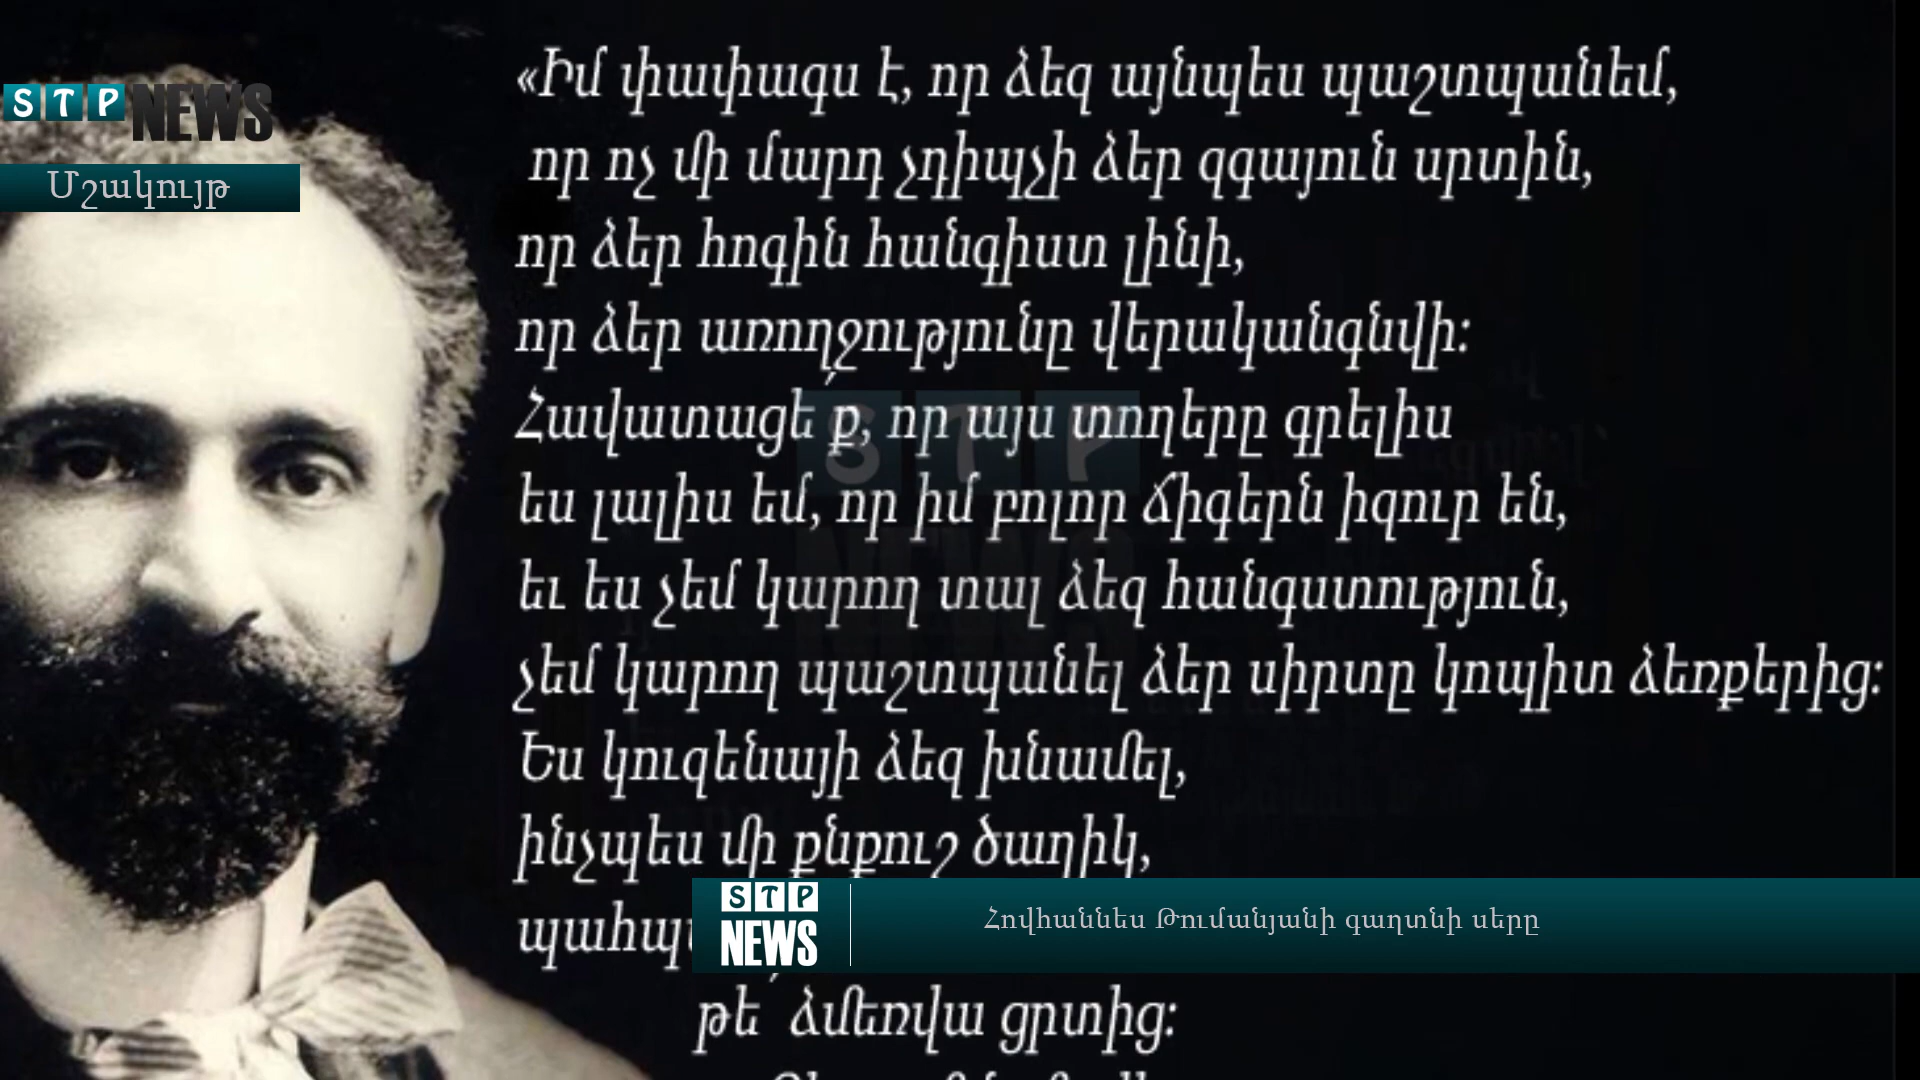 «Իմ փափագս է, որ ձեզ այնպես պաշտպանեմ,
STP NEWS
որ ոչ մի մարդ չդիպչի ձեր զգայուն սրտին,
Մշակույթ
որ ձեր հոգին հանգիստ լինի,
որ ձեր առողջությունը վերականգնվի:
Հավատացե՛ք, որ այս տողերը գրելիս
STP
ես լալիս եմ, որ իմ բոլոր ճիգերն իզուր են,
եւ ես չեմ կարող տալ ձեզ հանգստություն,
NEWS
չեմ կարող պաշտպանել ձեր սիրտը կոպիտ ձեռքերից:
Ես կուզենայի ձեզ խնամել,
ինչպես մի քնքուշ ծաղիկ,
STP
NEWS
Հովհաննես Թումանյանի գաղտնի սերը
թե՛ ձմեռվա ցրտից: